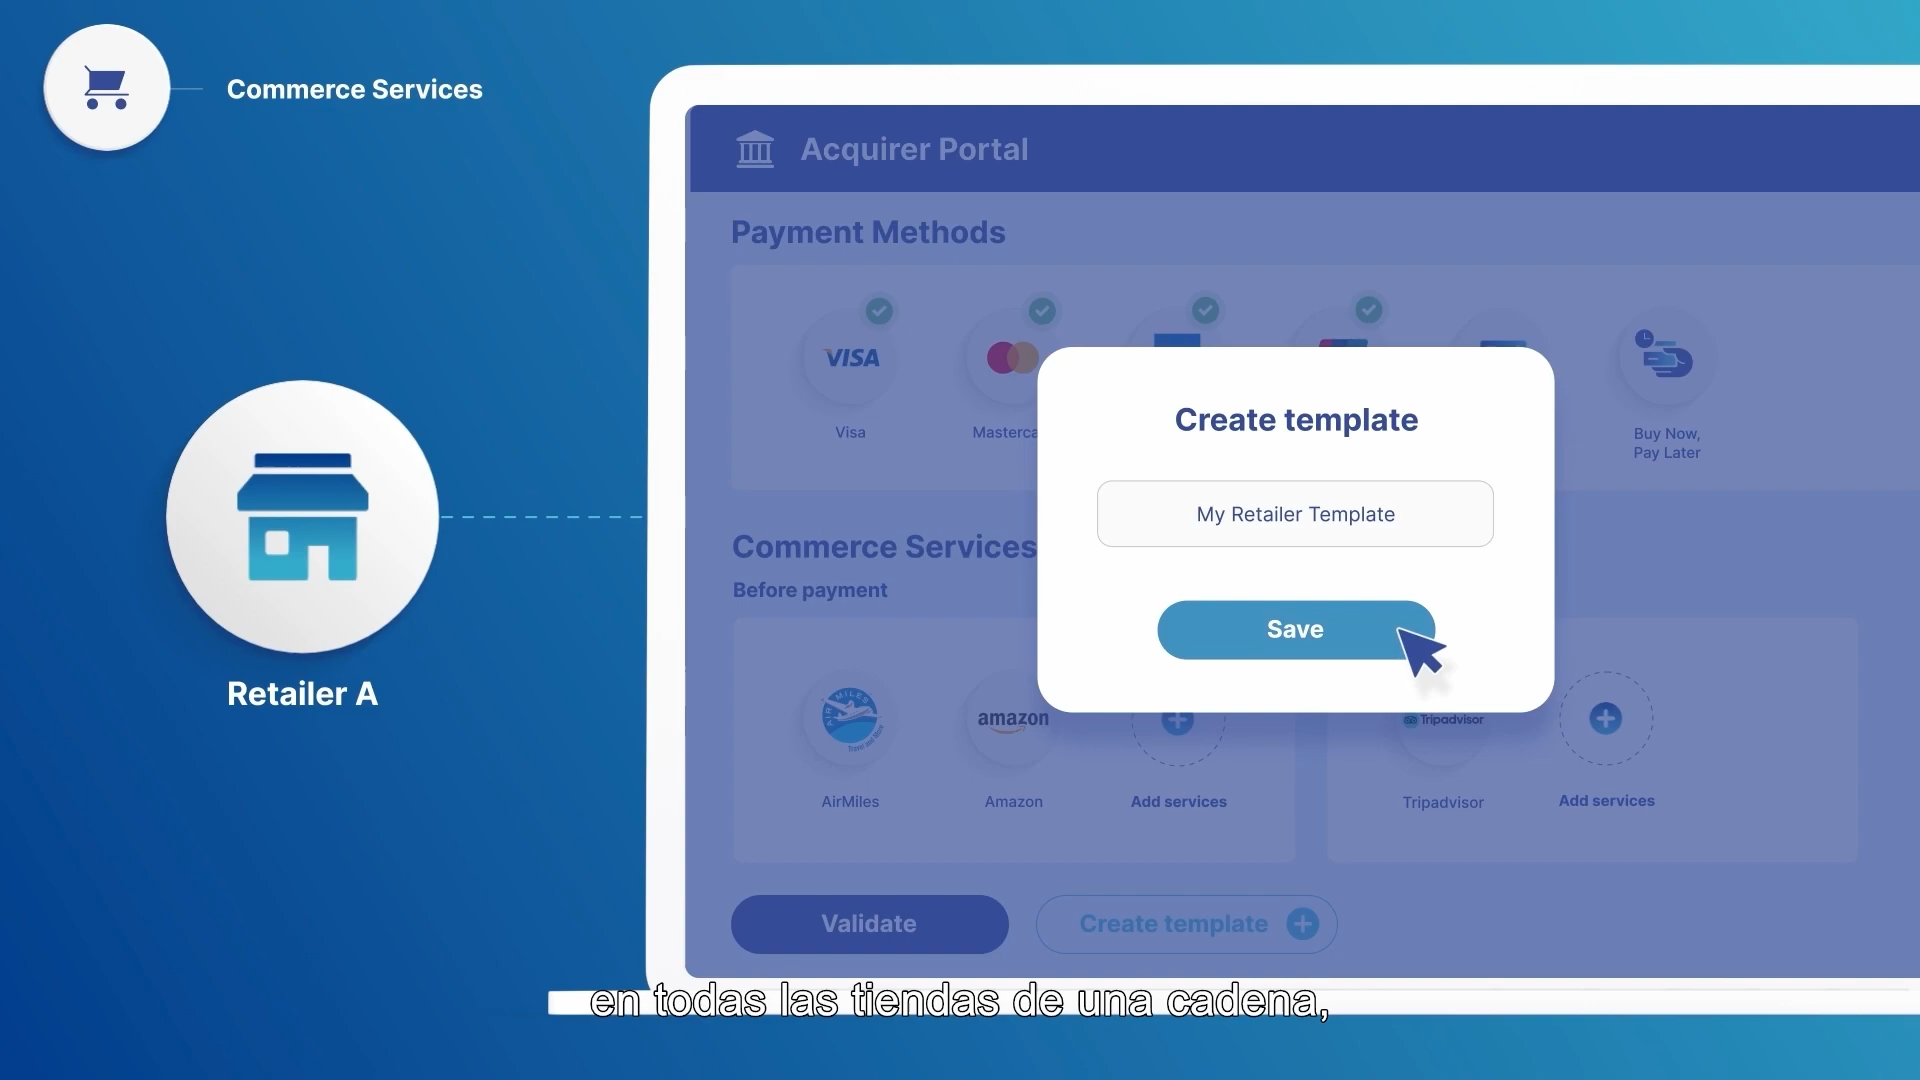 Commerce Services
Acquirer Portal
Payment Methods
VISA
Visa
Buy Now,
Pay Later
Create template
My Retailer Template
Save
Commerce Services
Before payment
AIR MILES
amazon
Tripadvisor
AirMiles
Amazon
Add services
Tripadvisor
Add services
Retailer A
Validate
Create template
en todas las tiendas de una cadena,